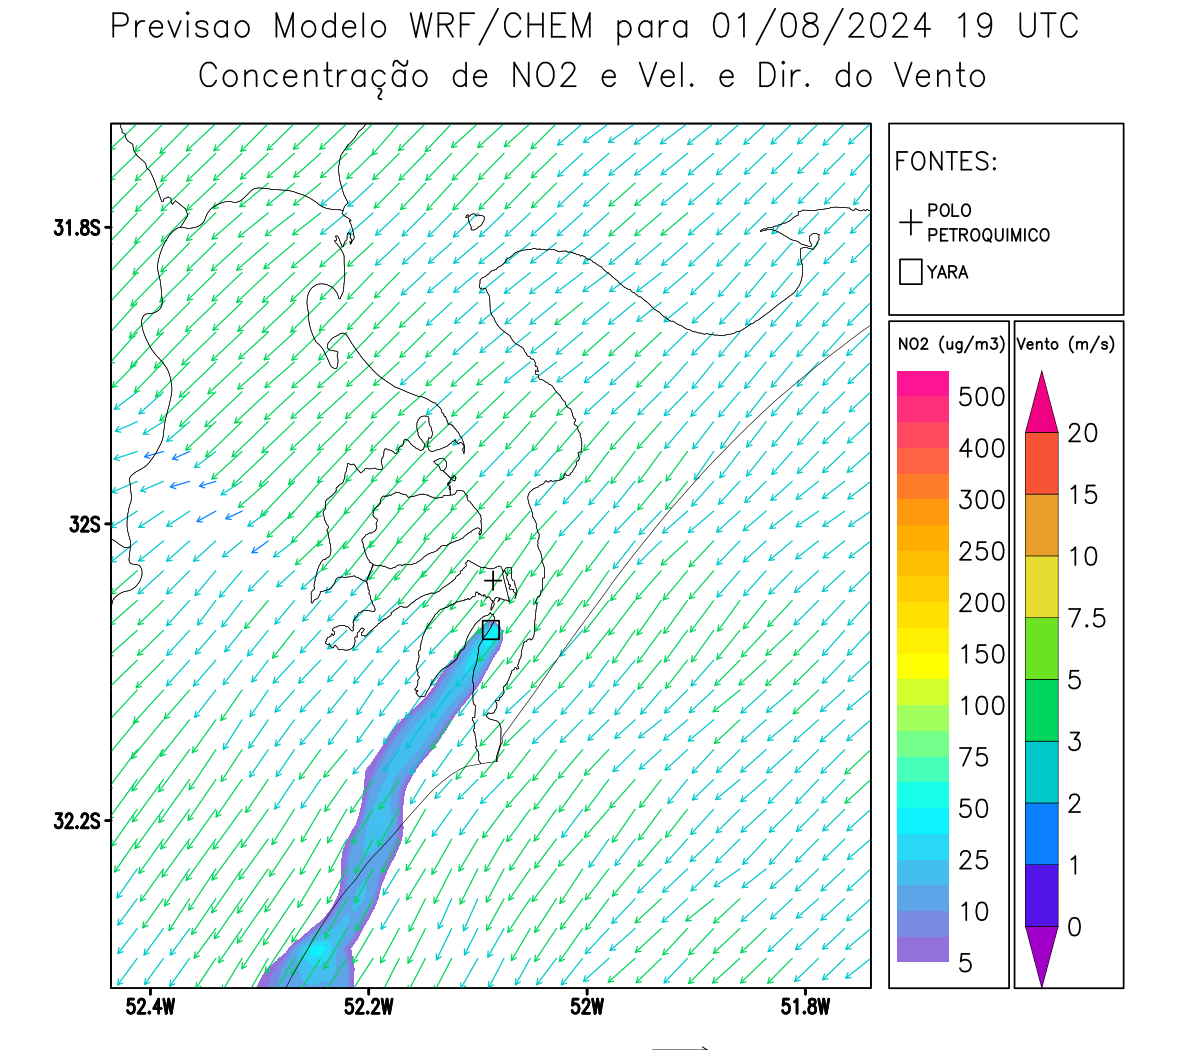 Previsao Modelo WRF/CHEM para 01/08/2024 19 UTC
Concentração de NO2 e Vel. e Dir. do Vento
FONTES:
POLO
PETROQUIMICO
YARA
NO2 (ug/m3)
500
400
300
250
200
150
100
75
50
25
10
5
Vento (m/s)
20
15
10
7.5
5
3
2
1
0
31.8S
32S
32.2S
52.4W
52.2W
52W
51.8W